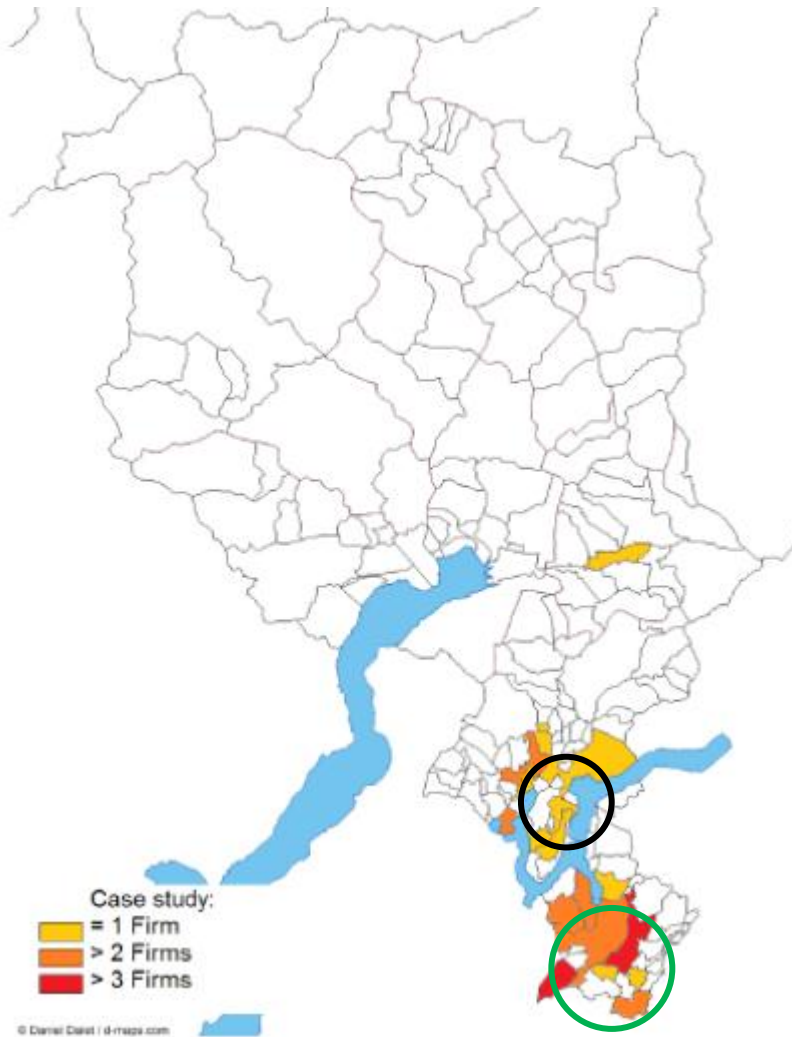 Case study:
= 1 Firm
> 2 Firms
> 3 Firms
© Daniel Dalet / d-maps.com